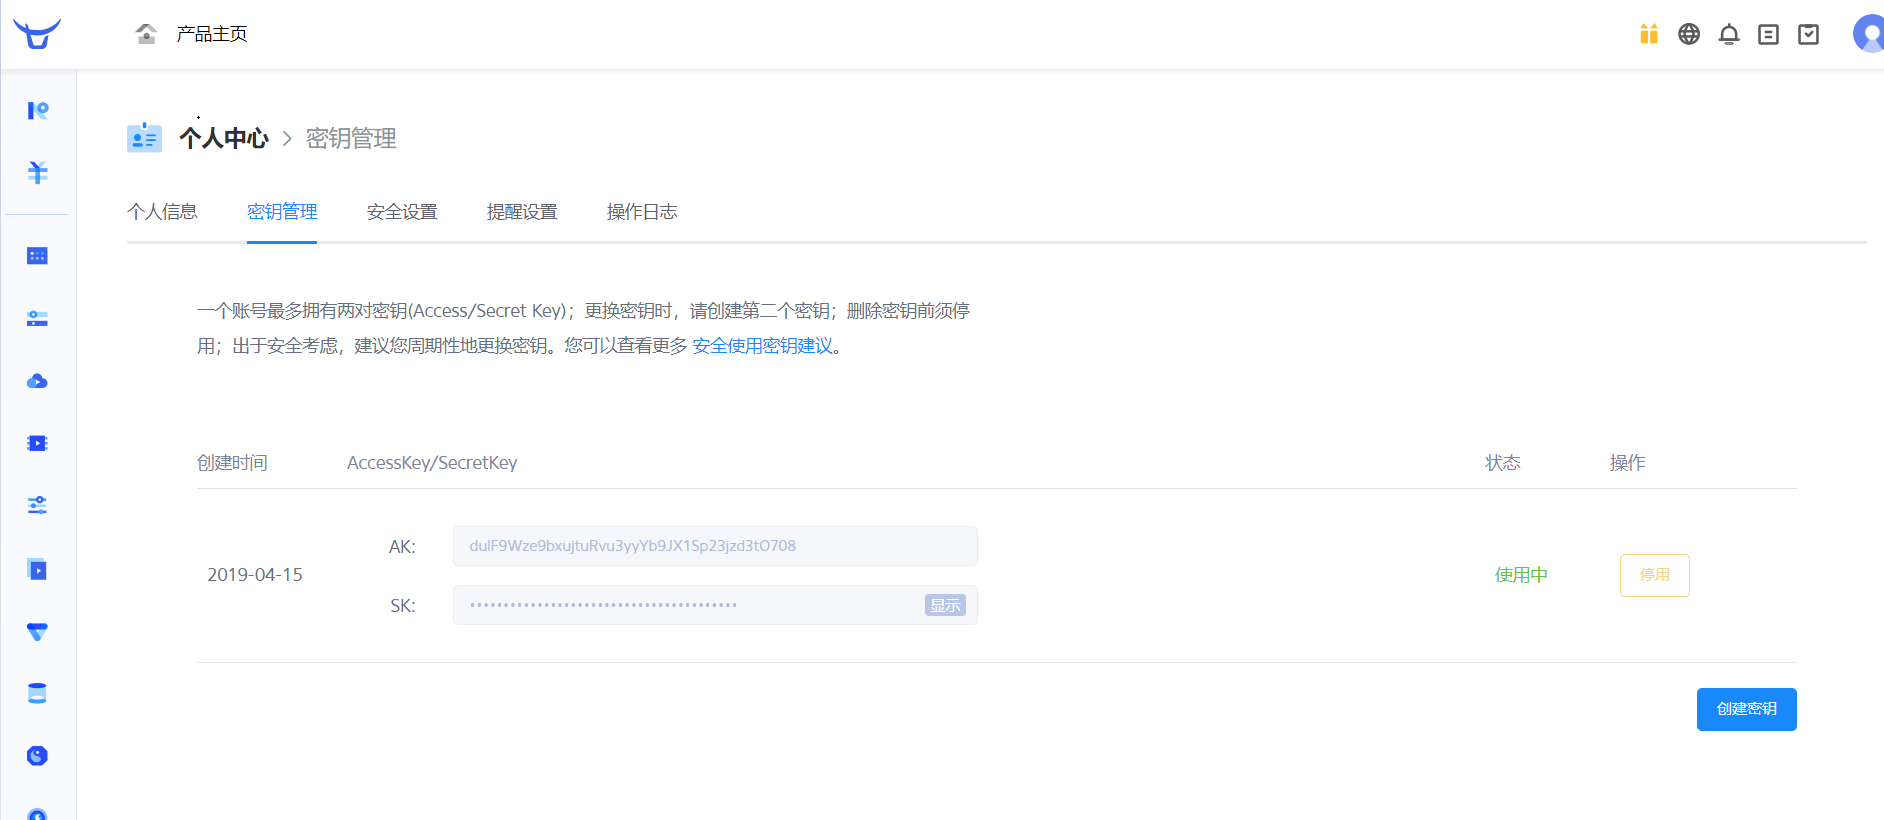 产品主页
个人中心 > 密钥管理
个人信息 密钥管理 安全设置 提醒设置 操作日志
一个账号最多拥有两对密钥(Access/Secret Key)；更换密钥时，请创建第二个密钥；删除密钥前须停
用；出于安全考虑，建议您周期性地更换密钥。您可以查看更多 安全使用密钥建议。
创建时间 AccessKey/SecretKey 状态 操作
AK: dulF9Wze9bxujtuRvu3yyYb9JX1Sp23jzd3tO708
2019-04-15 使用中 停用
SK: •••••••••••••••••••••••••••••••••••••••• 显示
创建密钥